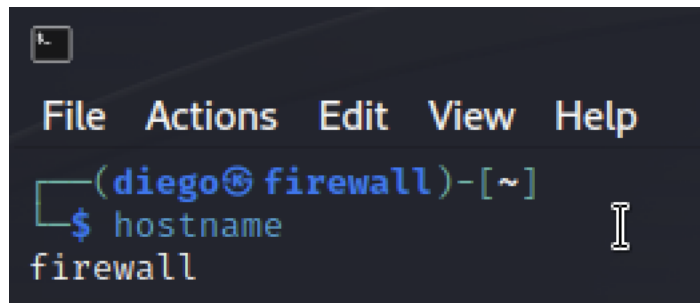 File Actions Edit View Help
┌──(diego㉿firewall)-[~]
└─$ hostname
firewall